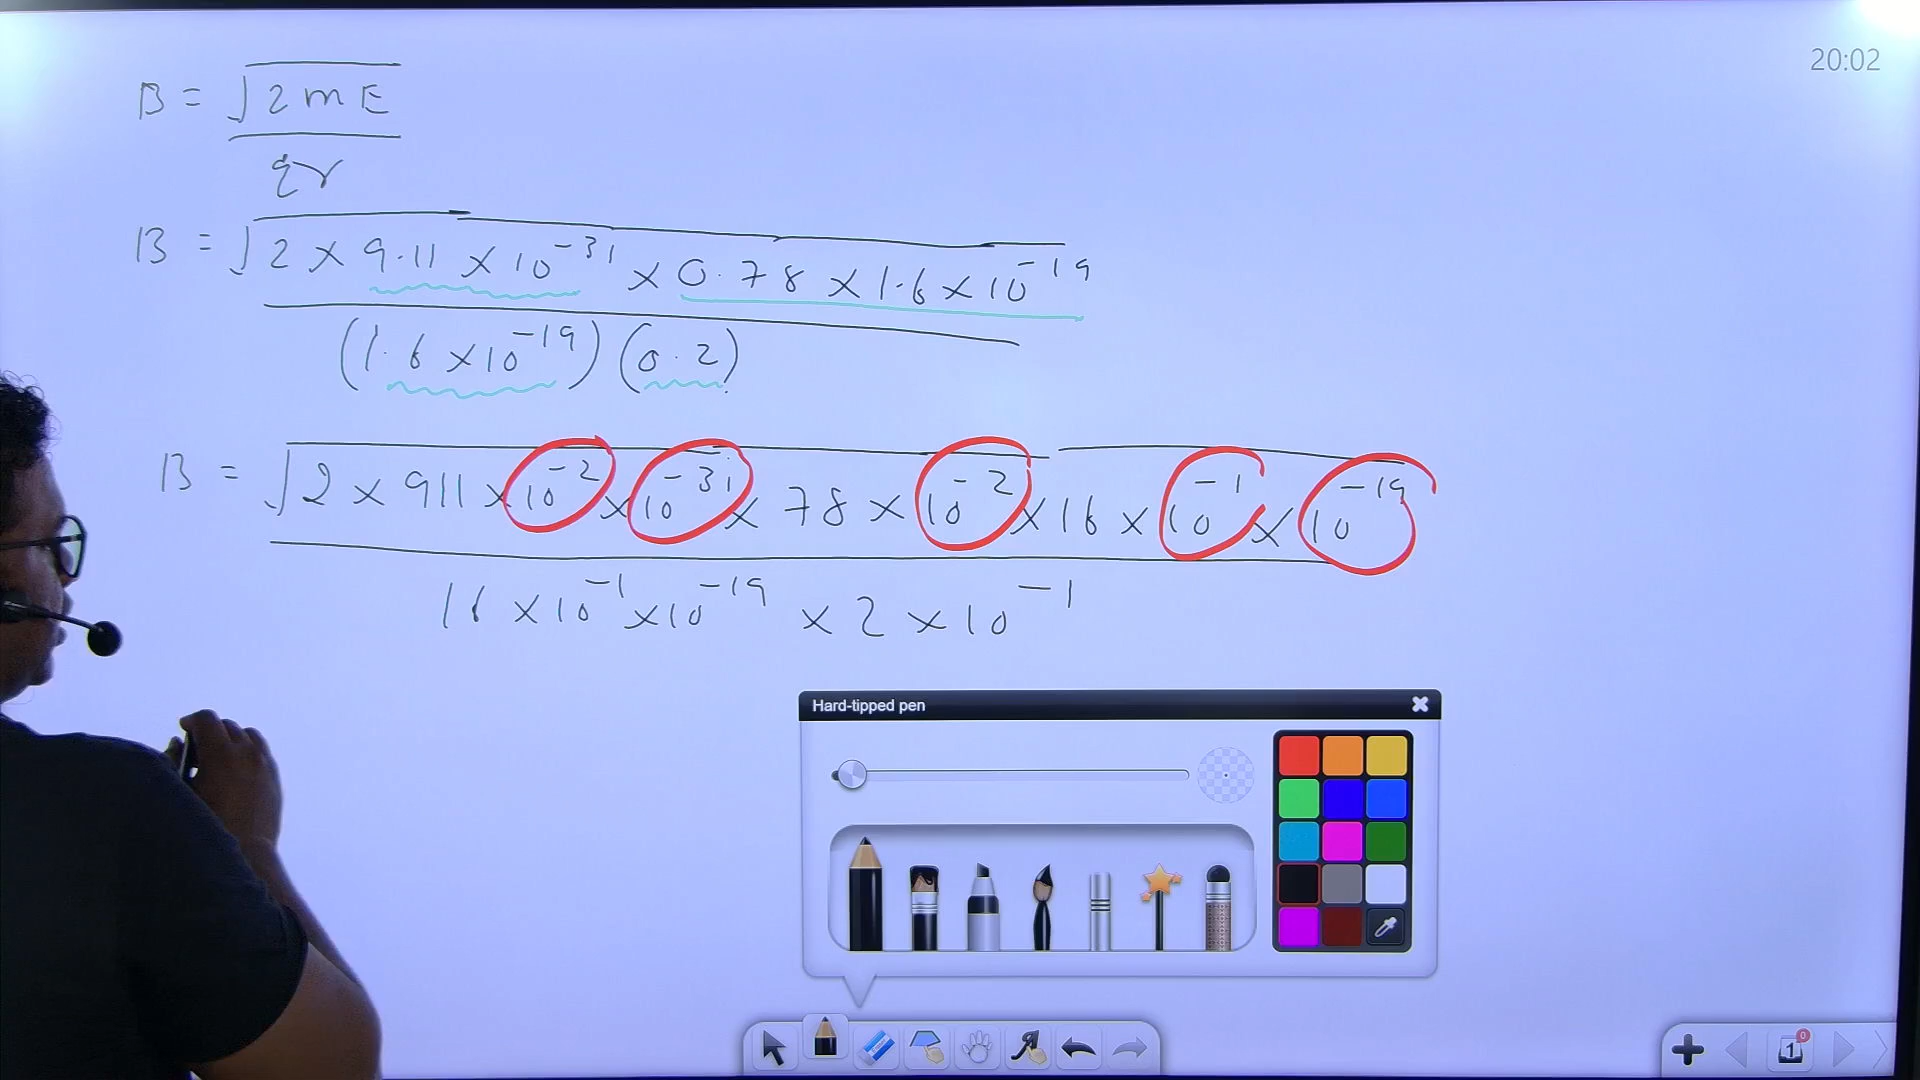 20:02
B = √2mE
qr
B = √2 × 9.11 × 10⁻³¹ × 0.78 × 1.6 × 10⁻¹⁹
(1.6 × 10⁻¹⁹) (0.2)
B = √2 × 911 × 10⁻² × 10⁻³¹ × 78 × 10⁻² × 16 × 10⁻¹ × 10⁻¹⁹
16 × 10⁻¹ × 10⁻¹⁹ × 2 × 10⁻¹
Hard-tipped pen
1
0